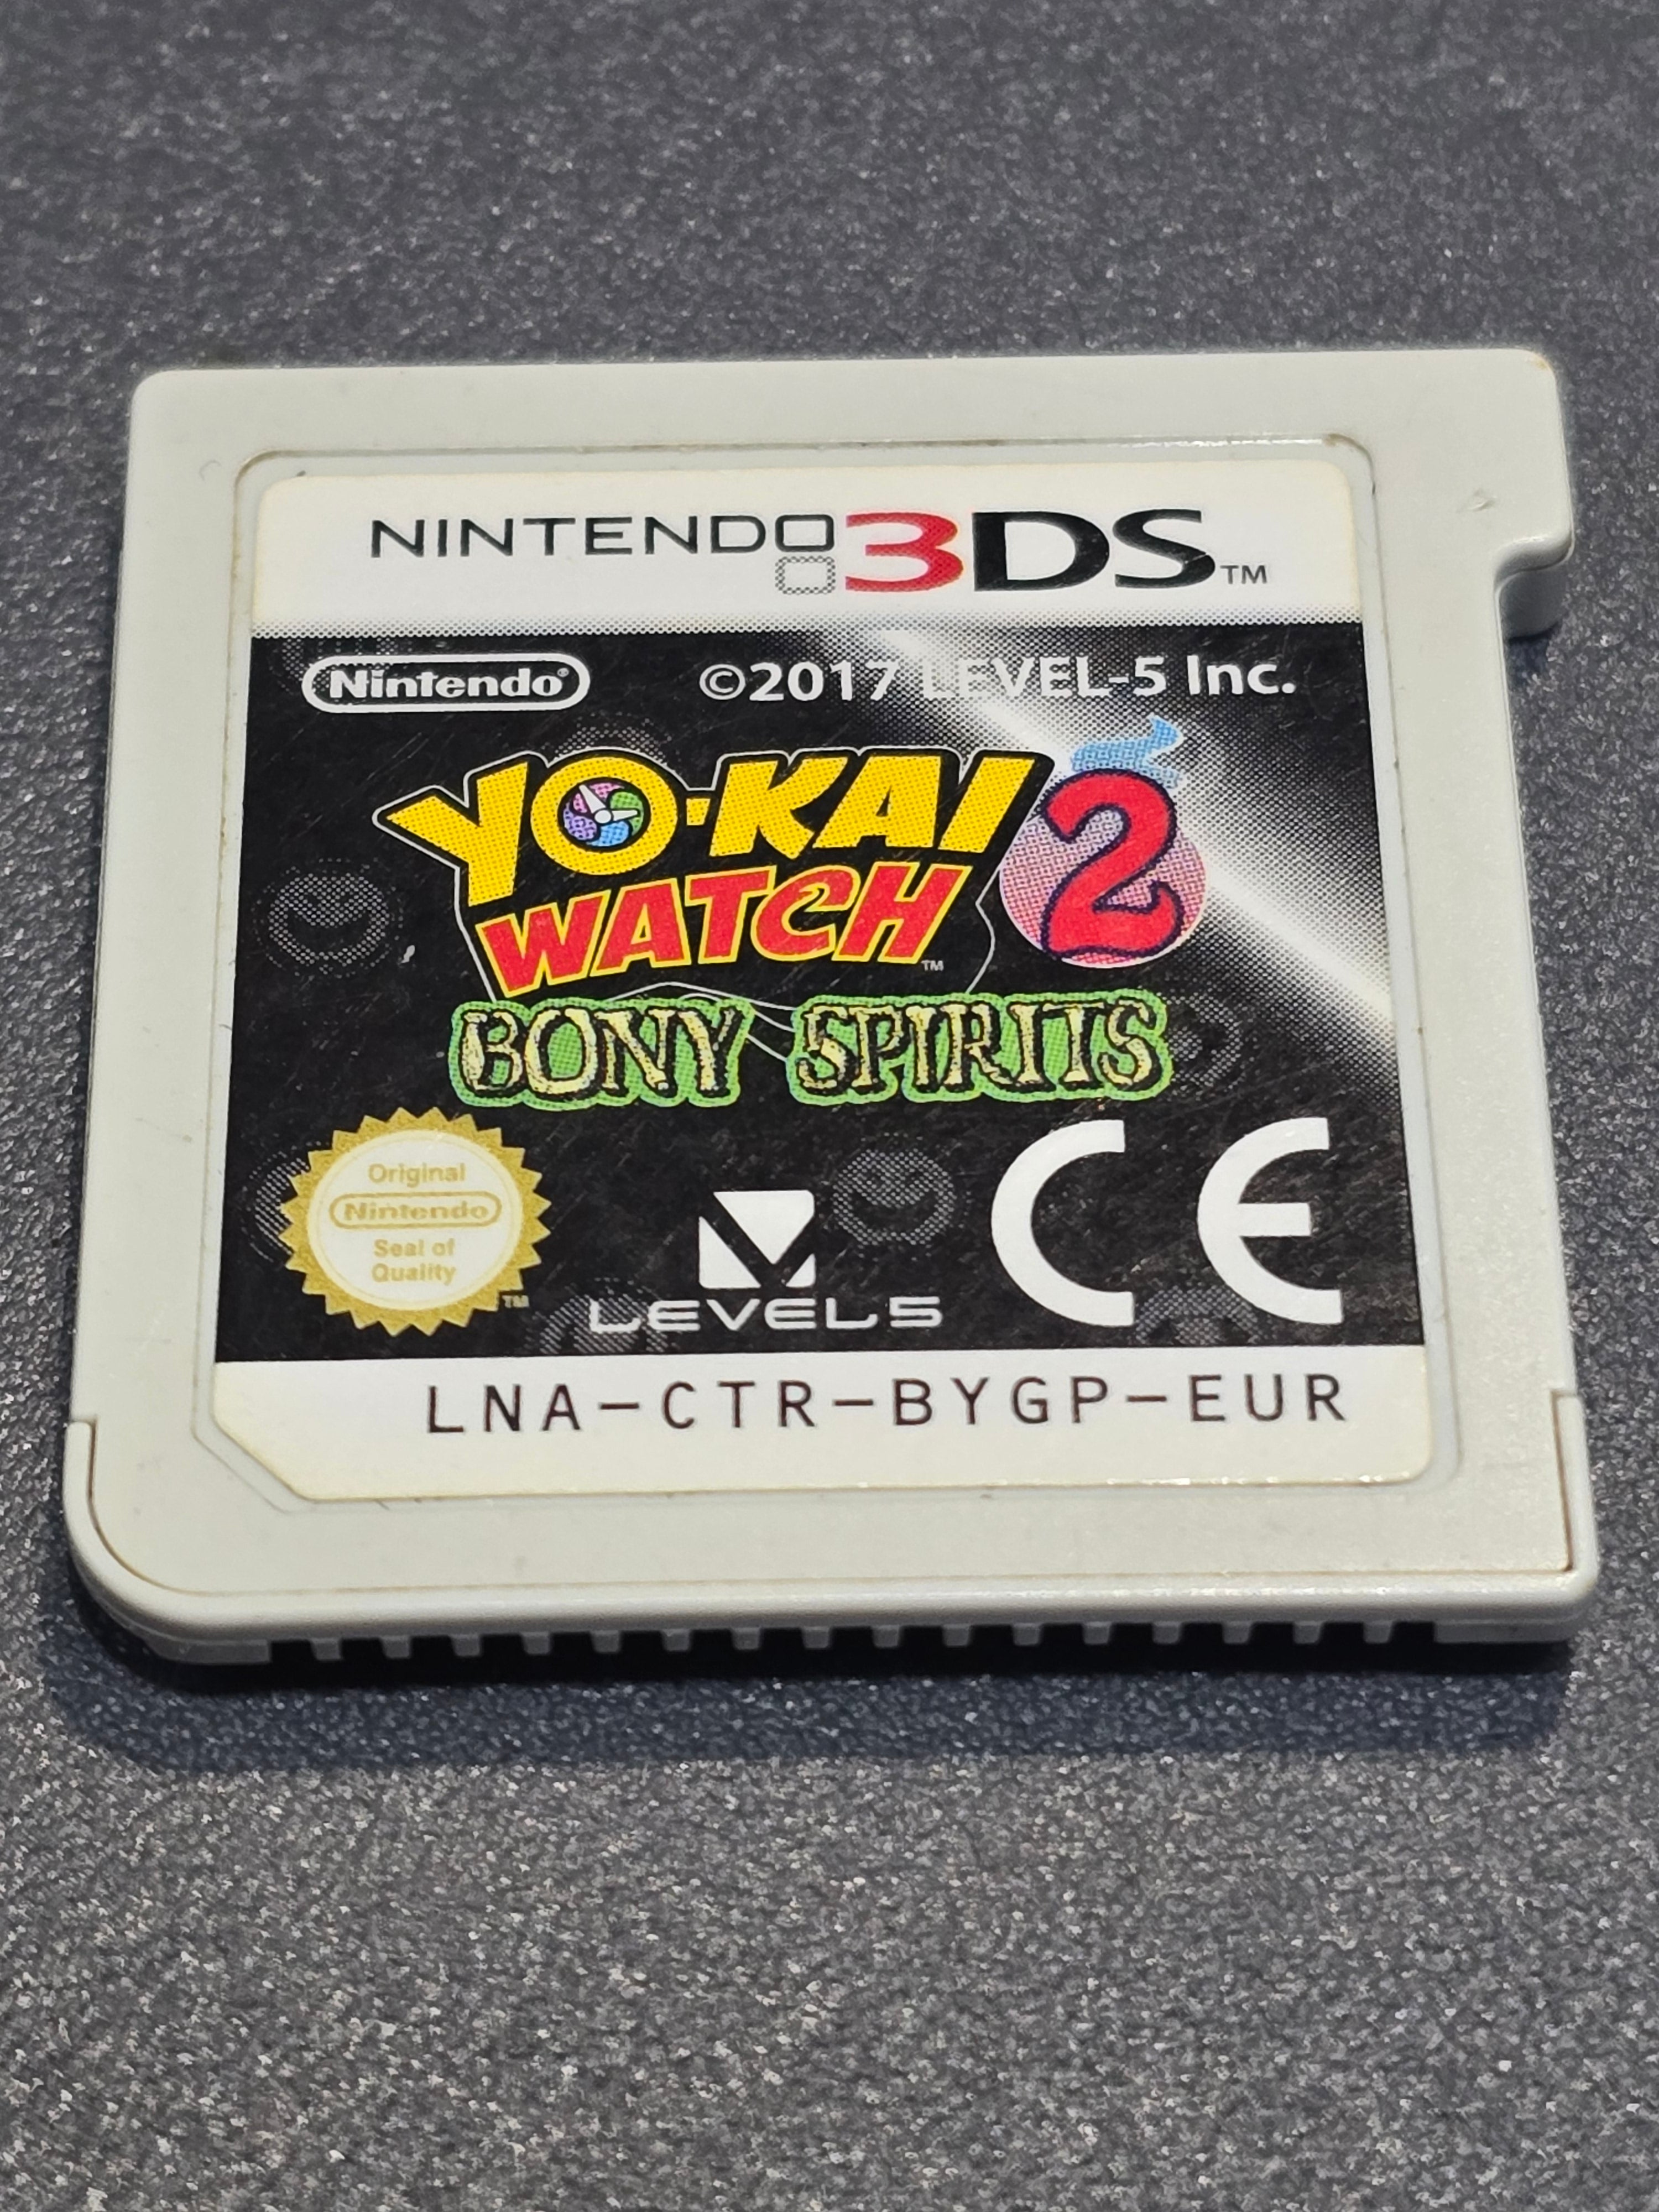 NINTENDO 3DS™
Nintendo® ©2017 LEVEL-5 Inc.
YO-KAI
WATCH™ 2
BONY SPIRITS
Original
Nintendo
Seal of
Quality™
LEVEL5
CE
LNA-CTR-BYGP-EUR